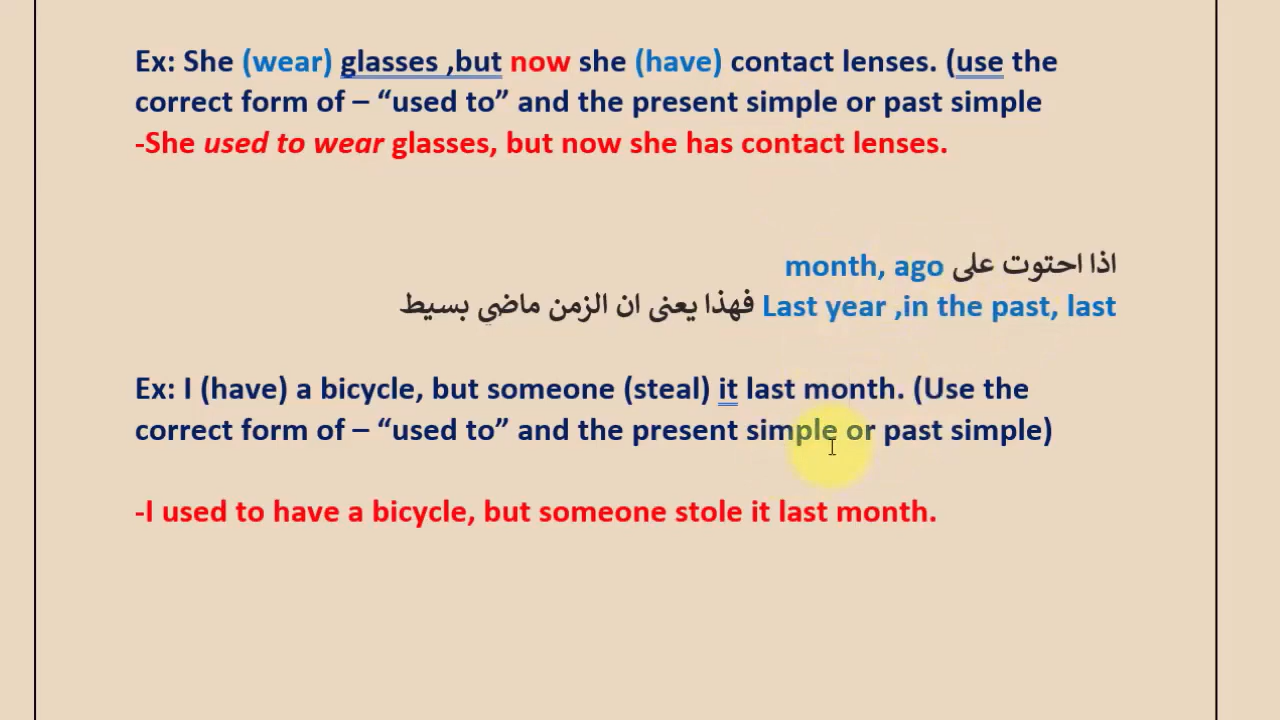 Ex: She (wear) glasses ,but now she (have) contact lenses. (use the
correct form of – “used to” and the present simple or past simple
-She used to wear glasses, but now she has contact lenses.
اذا احتوت على month, ago
Last year ,in the past, last فهذا يعنى ان الزمن ماضي بسيط
Ex: I (have) a bicycle, but someone (steal) it last month. (Use the
correct form of – “used to” and the present simple or past simple)
-I used to have a bicycle, but someone stole it last month.